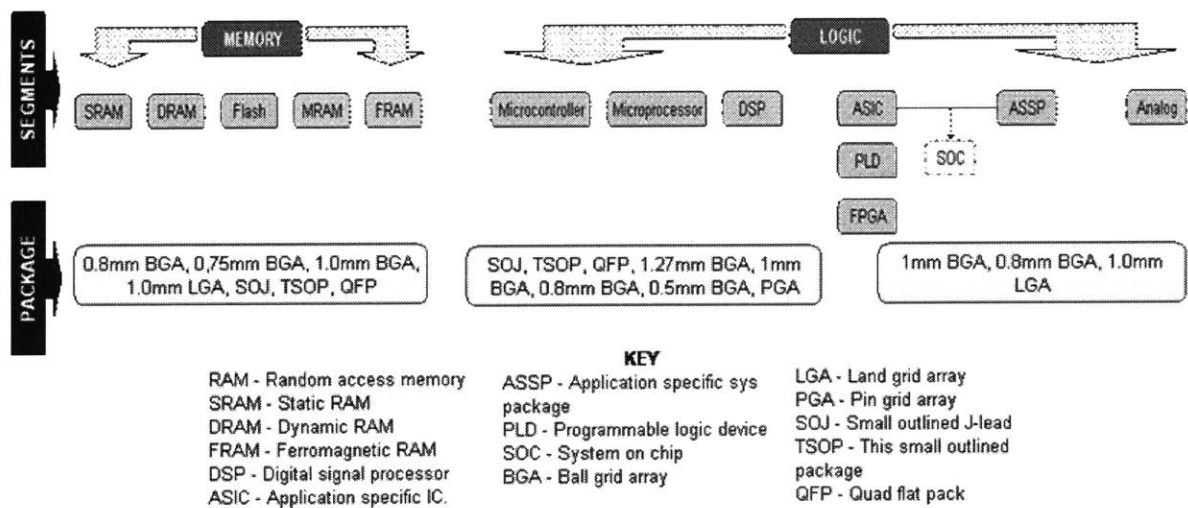 SEGMENTS
MEMORY
LOGIC
SRAM
DRAM
Flash
MRAM
FRAM
Microcontroller
Microprocessor
DSP
ASIC
ASSP
Analog
PLD
SOC
FPGA
PACKAGE
0.8mm BGA, 0,75mm BGA, 1.0mm BGA,
1.0mm LGA, SOJ, TSOP, QFP
SOJ, TSOP, QFP, 1.27mm BGA, 1mm
BGA, 0.8mm BGA, 0.5mm BGA, PGA
1mm BGA, 0.8mm BGA, 1.0mm
LGA
KEY
RAM - Random access memory
SRAM - Static RAM
DRAM - Dynamic RAM
FRAM - Ferromagnetic RAM
DSP - Digital signal processor
ASIC - Application specific IC.
ASSP - Application specific sys
package
PLD - Programmable logic device
SOC - System on chip
BGA - Ball grid array
LGA - Land grid array
PGA - Pin grid array
SOJ - Small outlined J-lead
TSOP - This small outlined
package
QFP - Quad flat pack